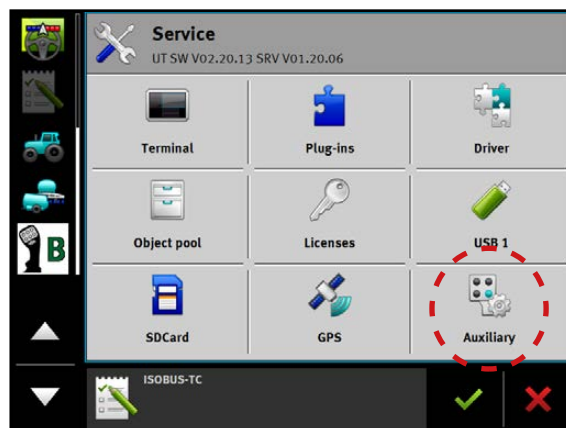 Service
UT SW V02.20.13 SRV V01.20.06
Terminal
Plug-ins
Driver
Object pool
Licenses
USB 1
B
SDCard
GPS
Auxiliary
ISOBUS-TC